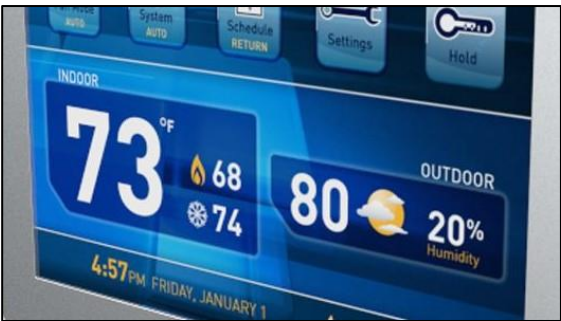 AUTO
System
AUTO
Schedule
RETURN
Settings
Hold
INDOOR
73°F
68
74
OUTDOOR
80
20%
Humidity
4:57PM FRIDAY, JANUARY 1